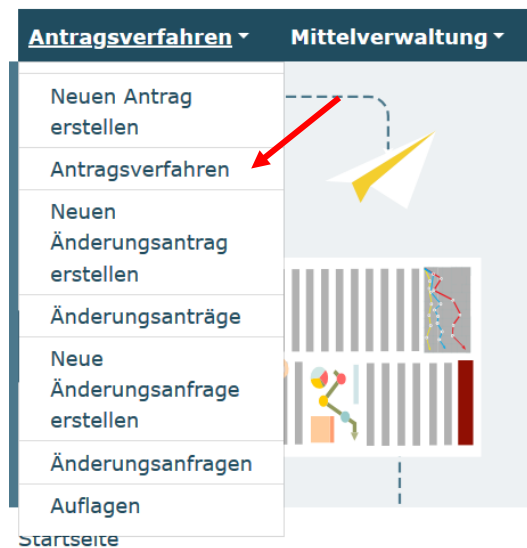 Antragsverfahren Mittelverwaltung
Neuen Antrag
erstellen
Antragsverfahren
Neuen
Änderungsantrag
erstellen
Änderungsanträge
Neue
Änderungsanfrage
erstellen
Änderungsanfragen
Auflagen
Startseite